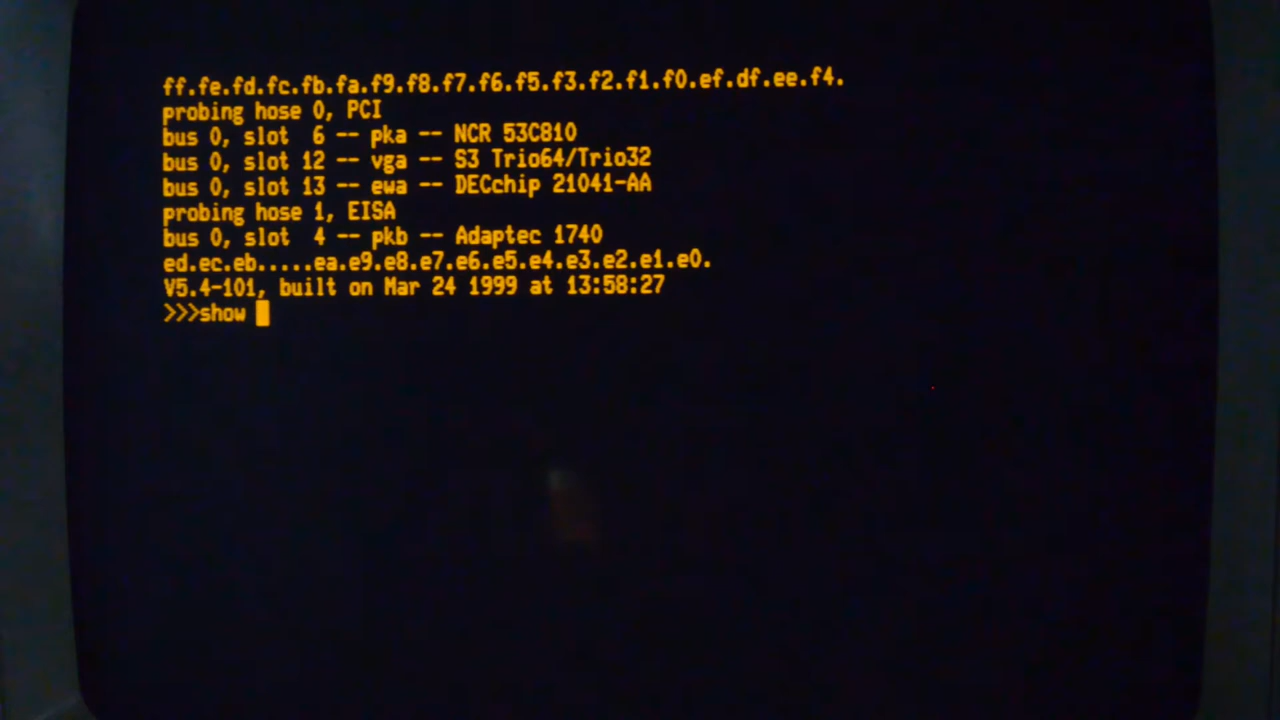 ff.fe.fd.fc.fb.fa.f9.f8.f7.f6.f5.f3.f2.f1.f0.ef.df.ee.f4.
probing hose 0, PCI
bus 0, slot  6 -- pka -- NCR 53C810
bus 0, slot 12 -- vga -- S3 Trio64/Trio32
bus 0, slot 13 -- ewa -- DECchip 21041-AA
probing hose 1, EISA
bus 0, slot  4 -- pkb -- Adaptec 1740
ed.ec.eb.....ea.e9.e8.e7.e6.e5.e4.e3.e2.e1.e0.
V5.4-101, built on Mar 24 1999 at 13:58:27
>>>show